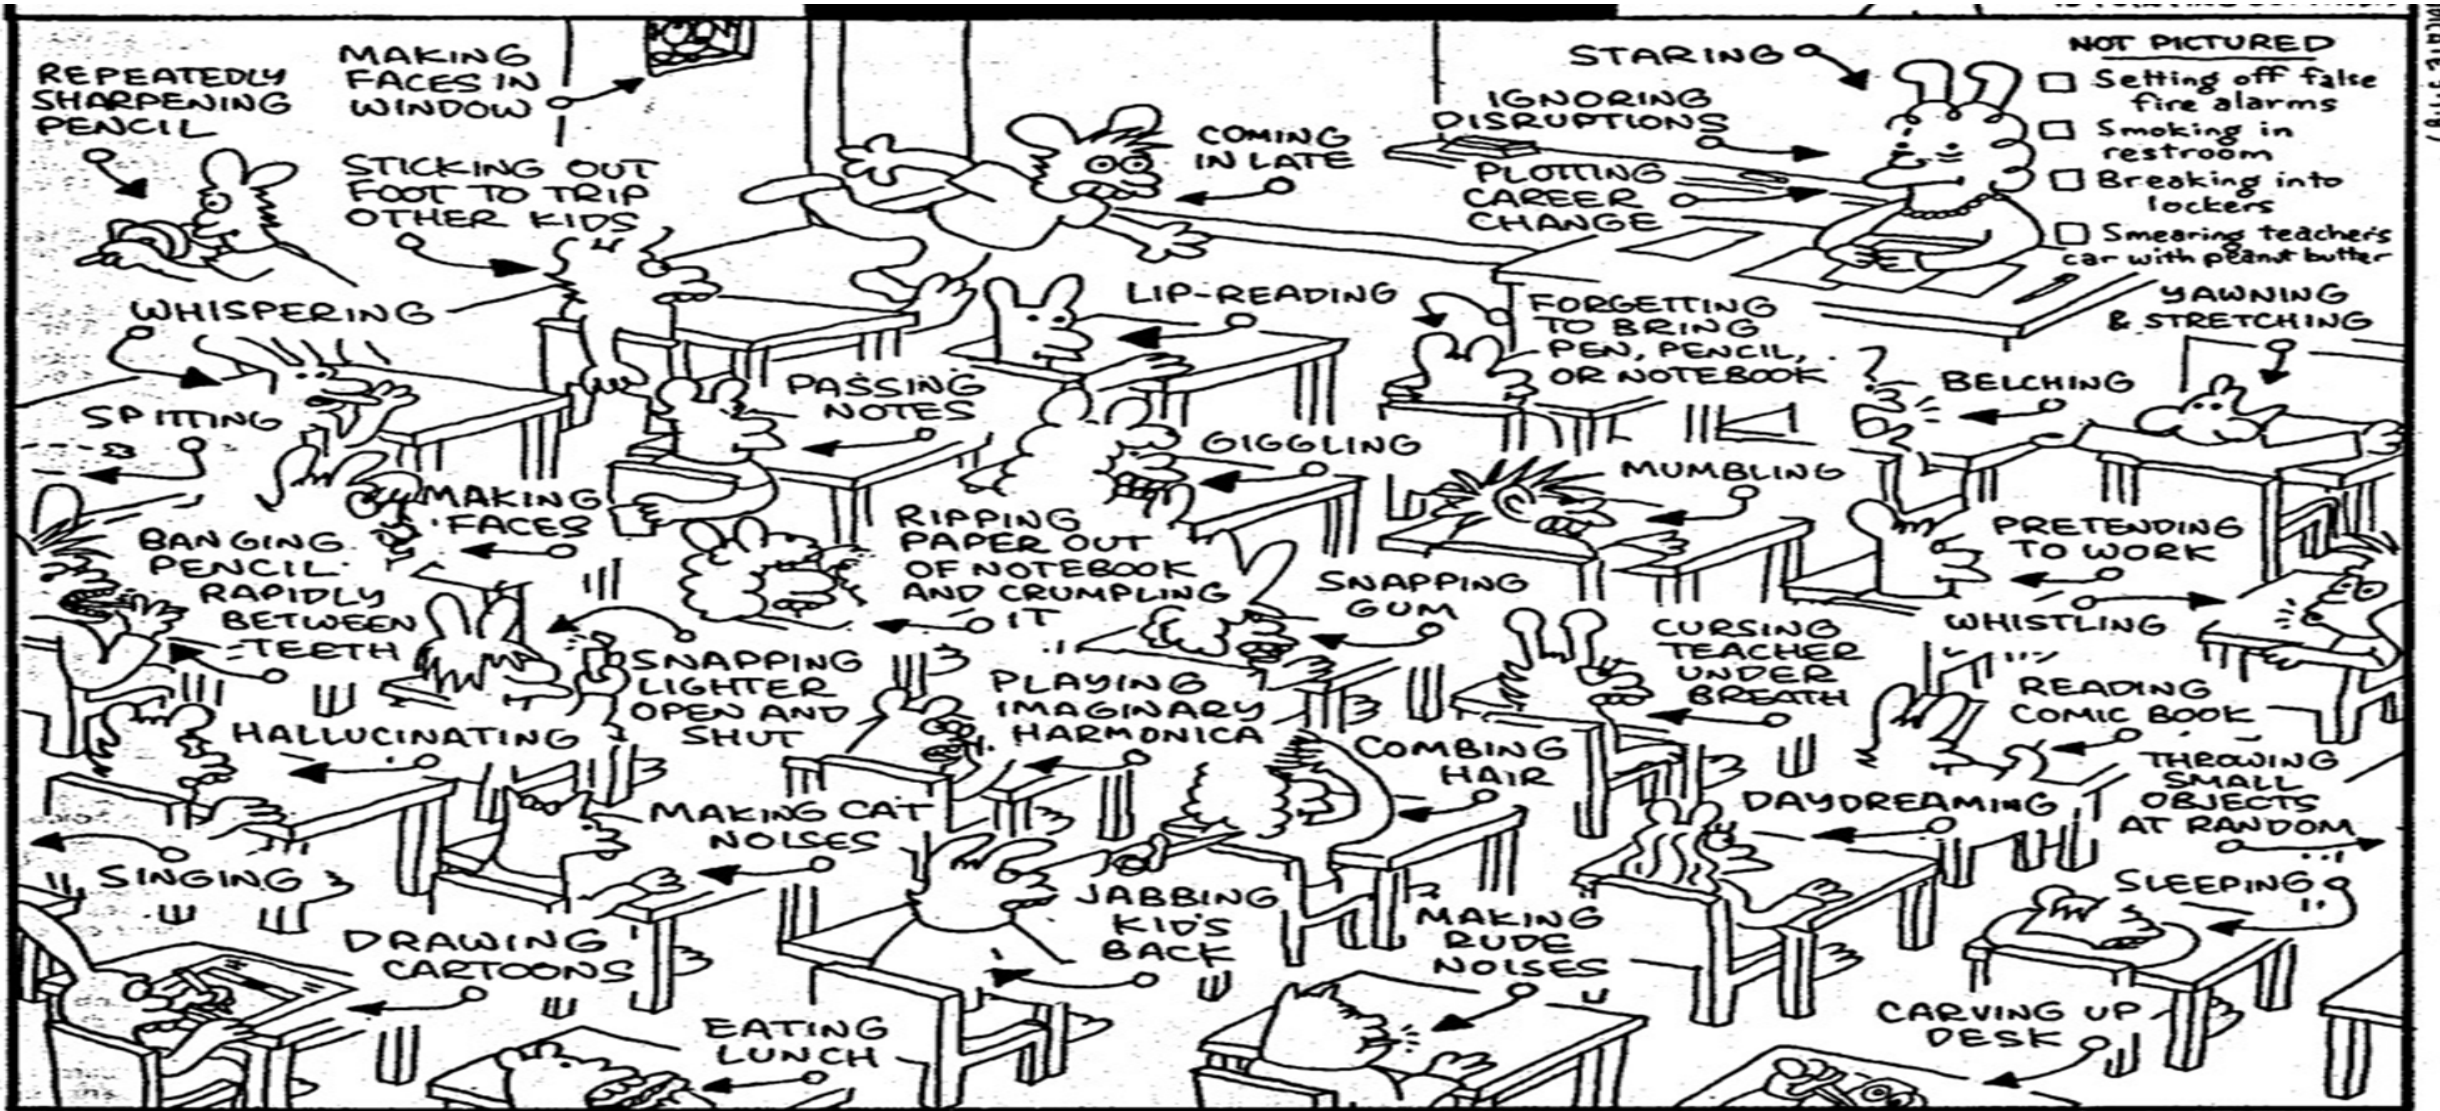 REPEATEDLY
SHARPENING
PENCIL
MAKING
FACES IN
WINDOW
STICKING OUT
FOOT TO TRIP
OTHER KIDS
COMING
IN LATE
STARING
IGNORING
DISRUPTIONS
PLOTTING
CAREER
CHANGE
NOT PICTURED
Setting off false
fire alarms
Smoking in
restroom
Breaking into
lockers
Smearing teacher's
car with peanut butter
WHISPERING
LIP-READING
FORGETTING
TO BRING
PEN, PENCIL,
OR NOTEBOOK
YAWNING
& STRETCHING
SPITTING
PASSING
NOTES
BELCHING
GIGGLING
MUMBLING
MAKING
FACES
BANGING
PENCIL
RAPIDLY
BETWEEN
TEETH
RIPPING
PAPER OUT
OF NOTEBOOK
AND CRUMPLING
IT
SNAPPING
GUM
PRETENDING
TO WORK
WHISTLING
SNAPPING
LIGHTER
OPEN AND
SHUT
PLAYING
IMAGINARY
HARMONICA
CURSING
TEACHER
UNDER
BREATH
READING
COMIC BOOK
HALLUCINATING
COMBING
HAIR
THROWING
SMALL
OBJECTS
AT RANDOM
MAKING CAT
NOISES
DAYDREAMING
SINGING
JABBING
KID'S
BACK
MAKING
RUDE
NOISES
SLEEPING
DRAWING
CARTOONS
EATING
LUNCH
CARVING UP
DESK